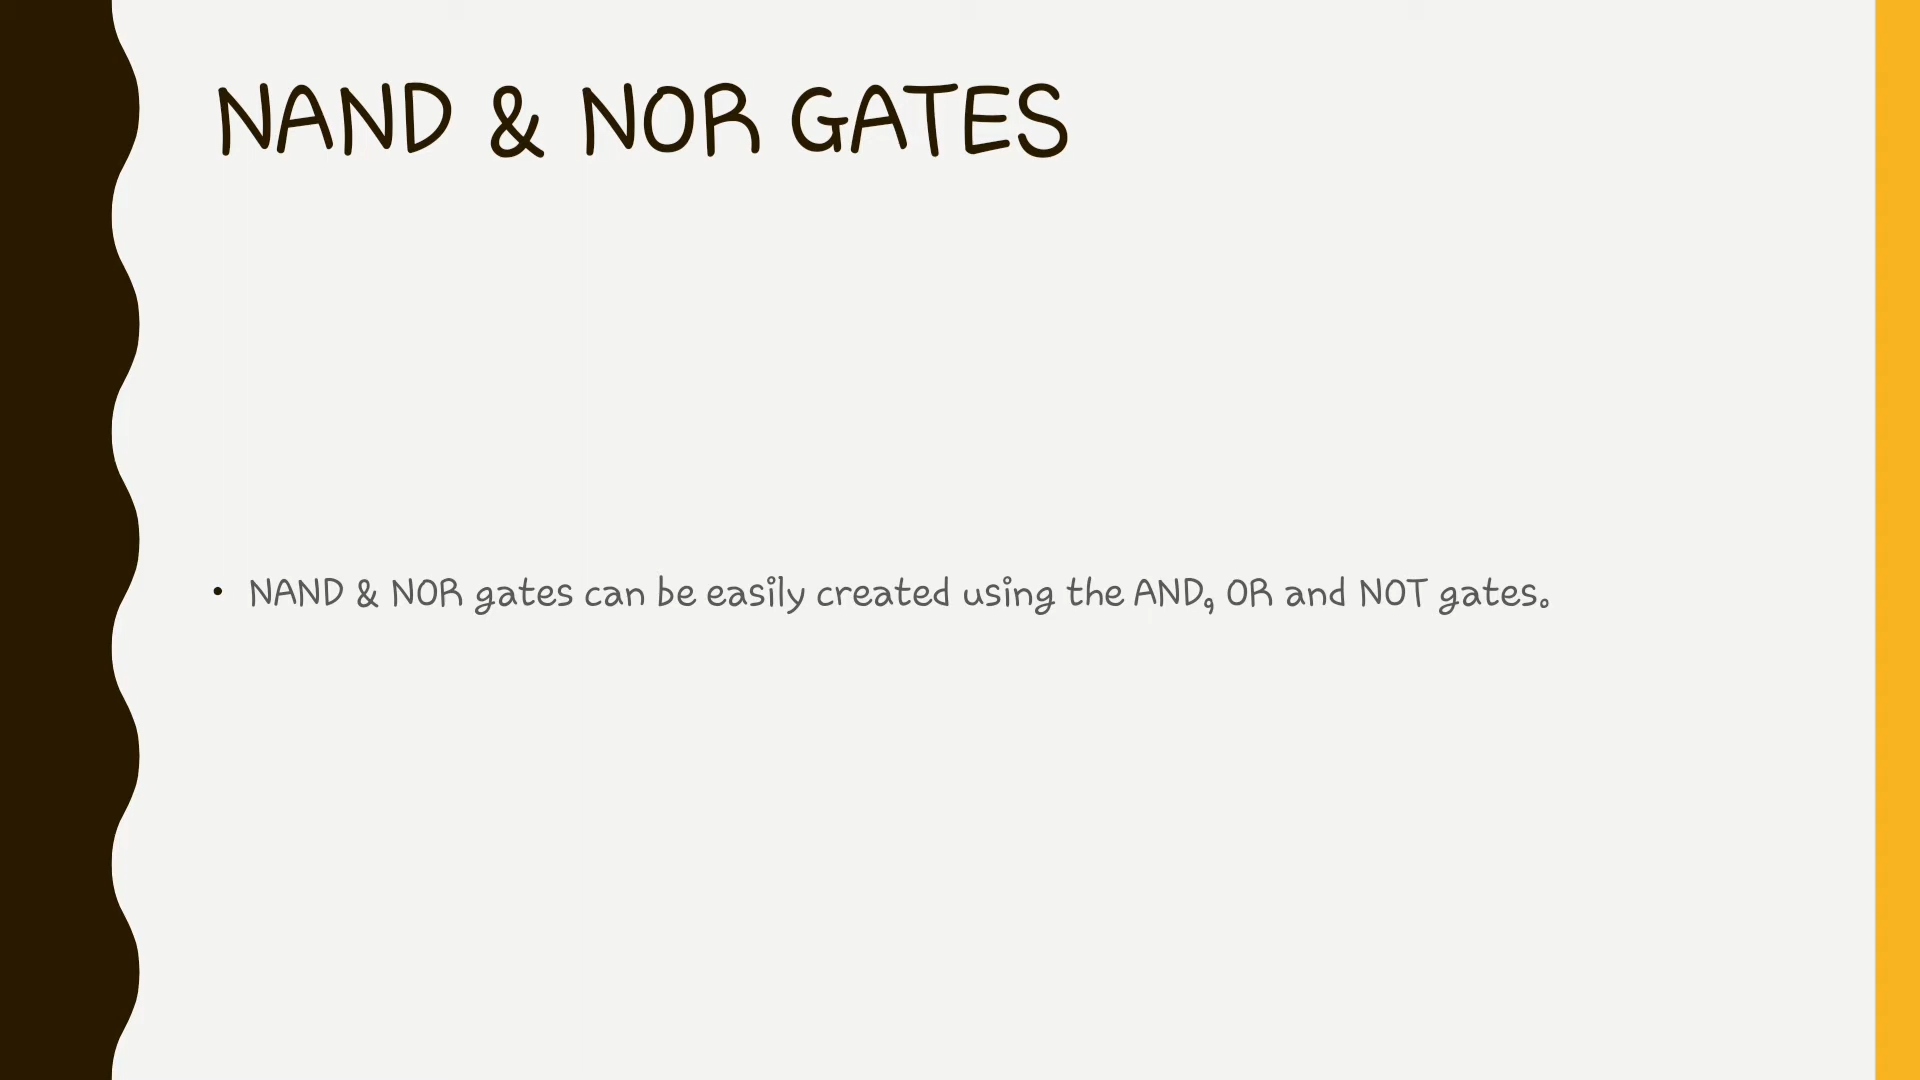 NAND & NOR GATES
• NAND & NOR gates can be easily created using the AND, OR and NOT gates.